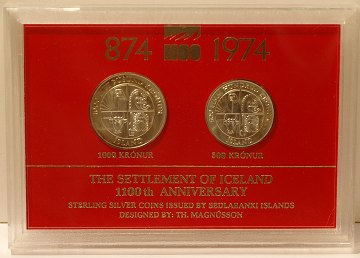 874 1100 1974
1000 KRÓNUR 500 KRÓNUR
THE SETTLEMENT OF ICELAND
1100th ANNIVERSARY
STERLING SILVER COINS ISSUED BY SEDLABANKI ISLANDS
DESIGNED BY: TH. MAGNÚSSON